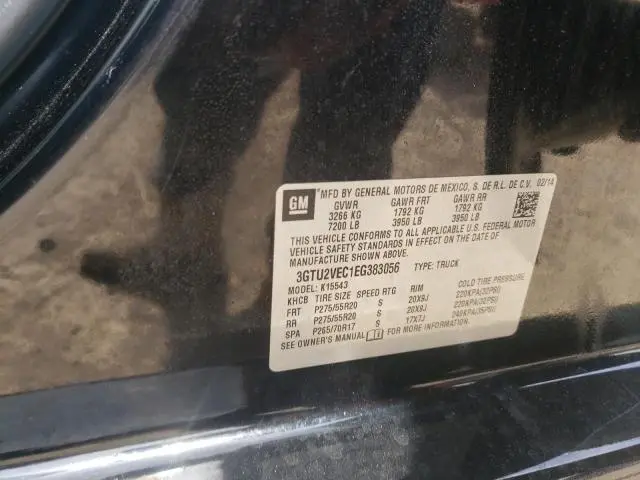 GM
MFD BY GENERAL MOTORS DE MEXICO, S. DE R.L. DE C.V. 02/14
GVWR GAWR FRT GAWR RR
3266 KG 1792 KG 1792 KG
7200 LB 3950 LB 3950 LB
THIS VEHICLE CONFORMS TO ALL APPLICABLE U.S. FEDERAL MOTOR
VEHICLE SAFETY STANDARDS IN EFFECT ON THE DATE OF
MANUFACTURE SHOWN ABOVE.
3GTU2VEC1EG383056 TYPE: TRUCK
MODEL: K15543
KHCB TIRE SIZE SPEED RTG RIM COLD TIRE PRESSURE
FRT P275/55R20 S 20X9J 220KPA(32PSI)
RR P275/55R20 S 20X9J 220KPA(32PSI)
SPA P265/70R17 S 17X7J 240KPA(35PSI)
SEE OWNER'S MANUAL FOR MORE INFORMATION.